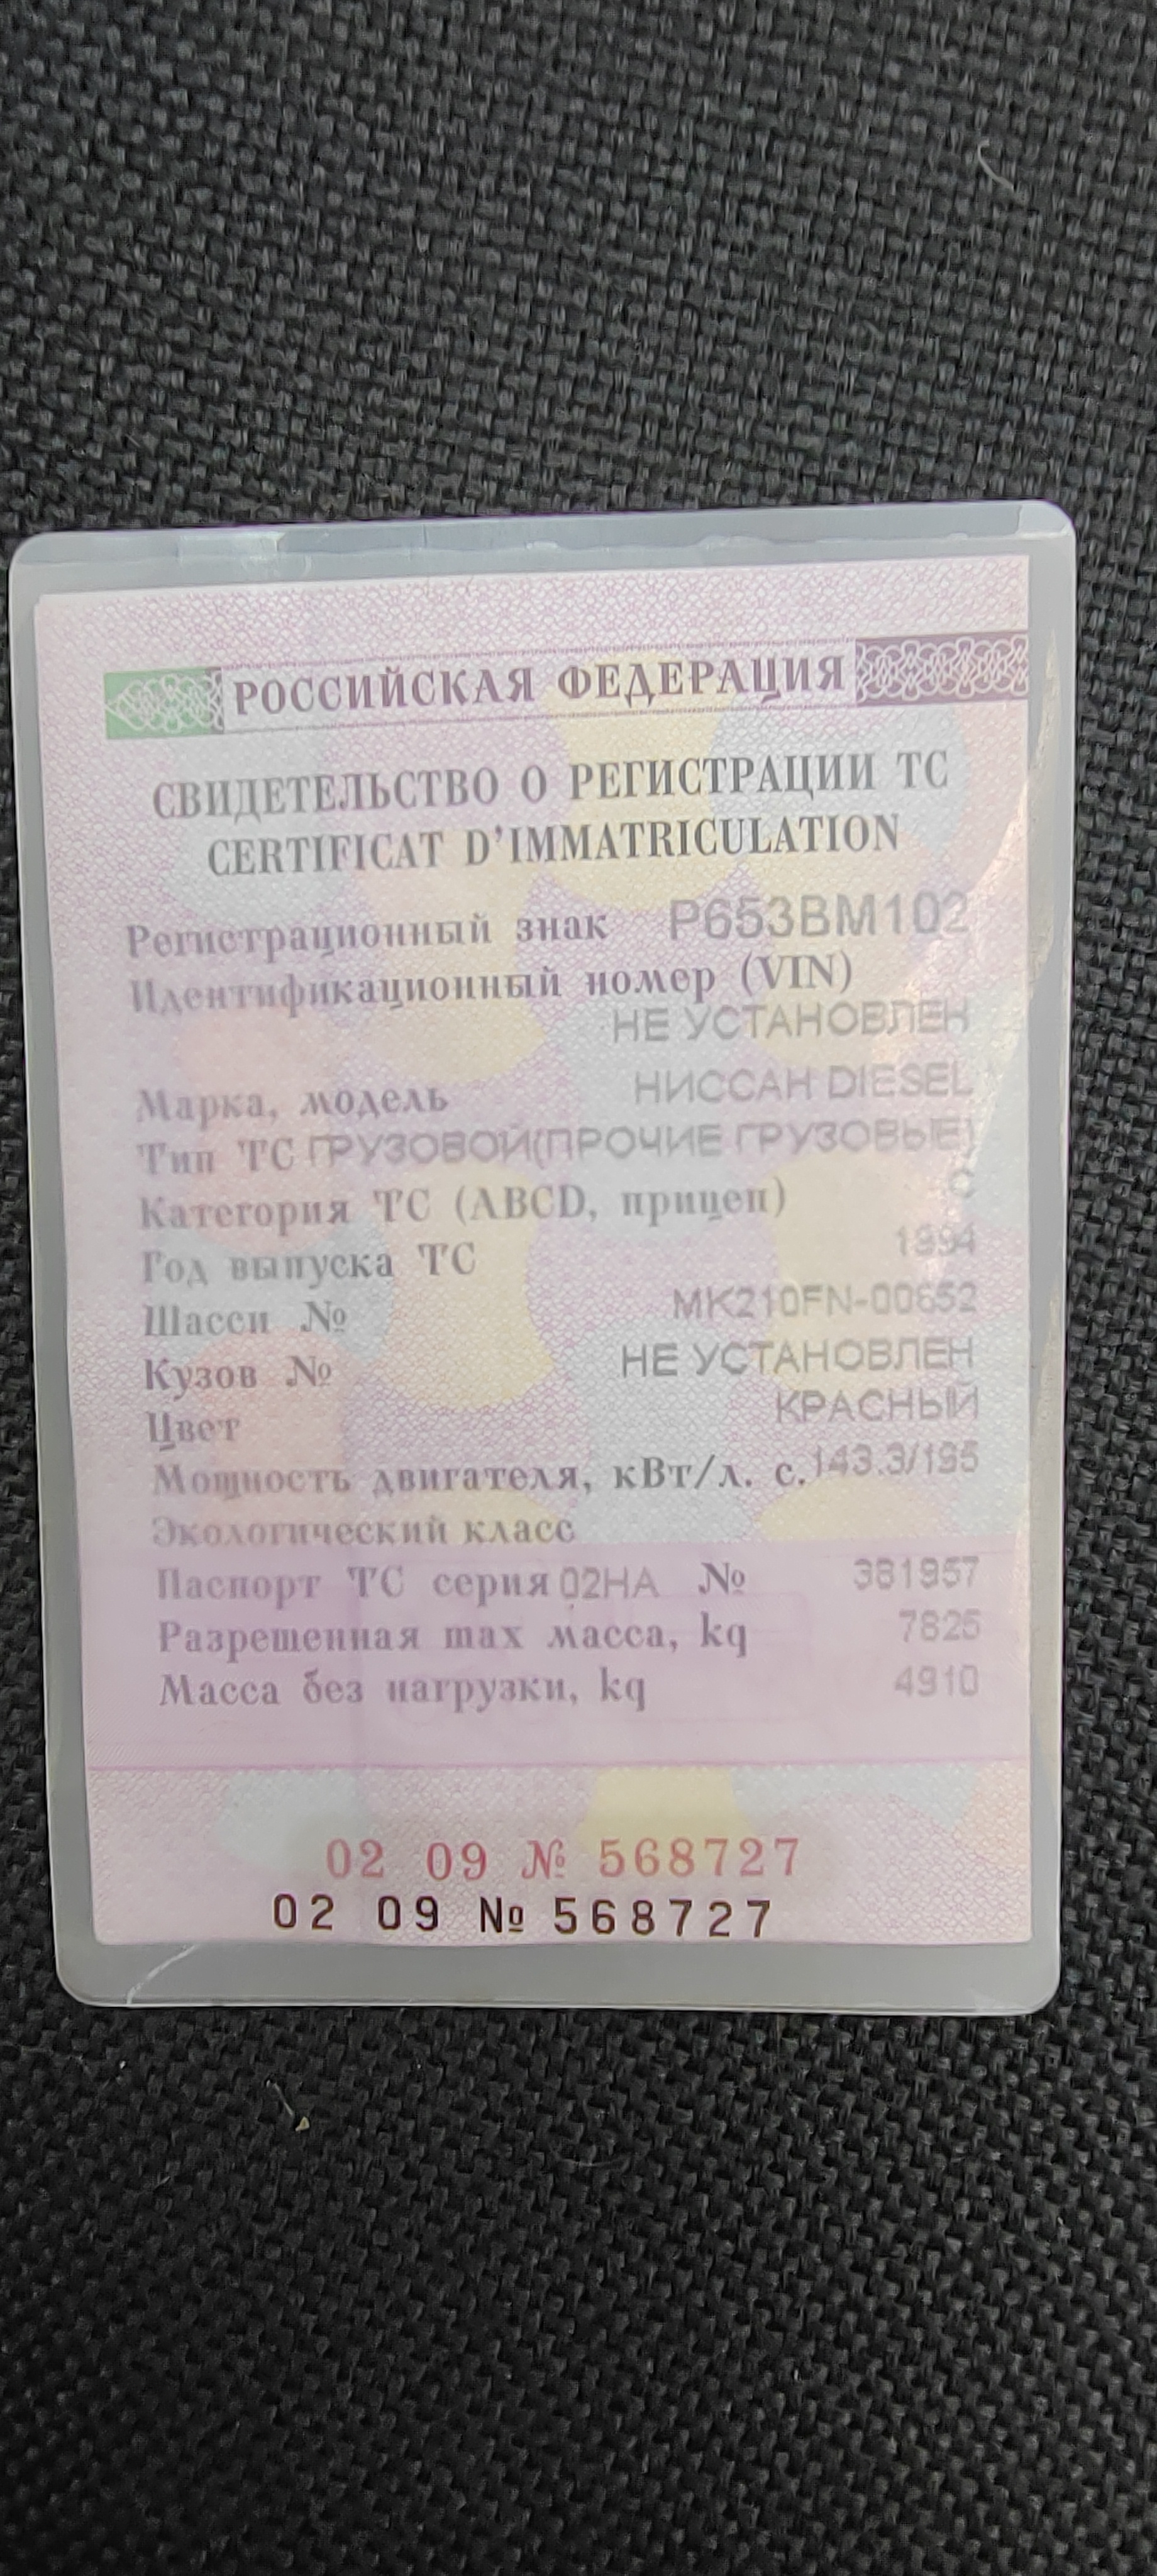 РОССИЙСКАЯ ФЕДЕРАЦИЯ
СВИДЕТЕЛЬСТВО О РЕГИСТРАЦИИ ТС
CERTIFICAT D'IMMATRICULATION
Регистрационный знак Р653ВМ102
Идентификационный номер (VIN)
НЕ УСТАНОВЛЕН
Марка, модель НИССАН DIESEL
Тип ТС ГРУЗОВОЙ(ПРОЧИЕ ГРУЗОВЫЕ)
Категория ТС (ABCD, прицеп) C
Год выпуска ТС 1994
Шасси № MK210FN-00652
Кузов № НЕ УСТАНОВЛЕН
Цвет КРАСНЫЙ
Мощность двигателя, кВт/л. с. 143.3/195
Экологический класс
Паспорт ТС серия 02НА № 381957
Разрешенная max масса, kg 7825
Масса без нагрузки, kg 4910
02 09 № 568727
02 09 № 568727